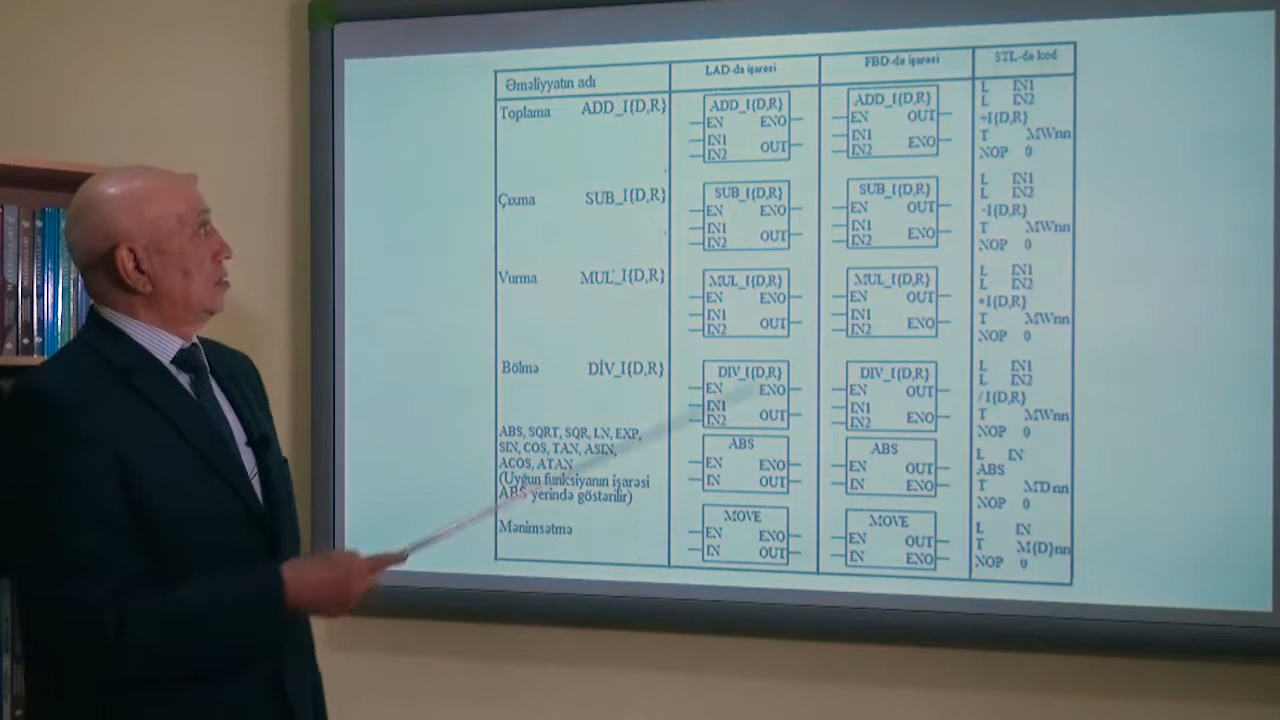 Əməliyyatın adı LAD-da işarəsi FBD-də işarəsi STL-də kod
Toplama ADD_I{D,R}
ADD_I{D,R}
EN ENO
IN1
IN2 OUT
ADD_I{D,R}
EN OUT
IN1
IN2 ENO
L IN1
L IN2
+I{D,R}
T MWnn
NOP 0
Çıxma SUB_I{D,R}
SUB_I{D,R}
EN ENO
IN1
IN2 OUT
SUB_I{D,R}
EN OUT
IN1
IN2 ENO
L IN1
L IN2
-I{D,R}
T MWnn
NOP 0
Vurma MUL_I{D,R}
MUL_I{D,R}
EN ENO
IN1
IN2 OUT
MUL_I{D,R}
EN OUT
IN1
IN2 ENO
L IN1
L IN2
*I{D,R}
T MWnn
NOP 0
Bölmə DİV_I{D,R}
DIV_I{D,R}
EN ENO
IN1
IN2 OUT
DIV_I{D,R}
EN OUT
IN1
IN2 ENO
L IN1
L IN2
/I{D,R}
T MWnn
NOP 0
ABS, SQRT, SQR, LN, EXP,
SIN, COS, TAN, ASIN,
ACOS, ATAN
(Uyğun funksiyanın işarəsi
ABS yerində göstərilir)
ABS
EN ENO
IN OUT
ABS
EN OUT
IN ENO
L IN
ABS
T MDnn
NOP 0
Mənimsətmə
MOVE
EN ENO
IN OUT
MOVE
EN OUT
IN ENO
L IN
T M{D}nn
NOP 0